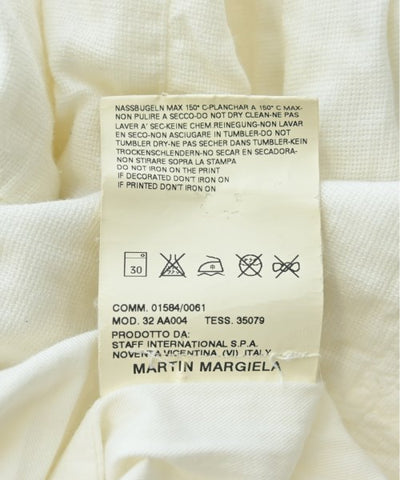 NASSBUGELN MAX 150° C-PLANCHAR A 150° C MAX-
NON PULIRE A SECCO-DO NOT DRY CLEAN-NE PAS
LAVER A' SEC-KEINE CHEM REINEGUNG-NON LAVAR
EN SECO-NON ASCIUGARE IN TUMBLER-DO NOT
TUMBLER DRY-NE PAS SECHER DANS TUMBLER-KEIN
TROCKENSCHLENDERN-NO SECAR EN SECADORA-
NON STIRARE SOPRA LA STAMPA
DO NOT IRON ON THE PRINT
IF DECORATED DON'T IRON ON
IF PRINTED DON'T IRON ON
30
COMM. 01584/0061
MOD. 32 AA004 TESS. 35079
PRODOTTO DA:
STAFF INTERNATIONAL S.P.A.
NOVENTA VICENTINA, (VI), ITALY
MARTIN MARGIELA